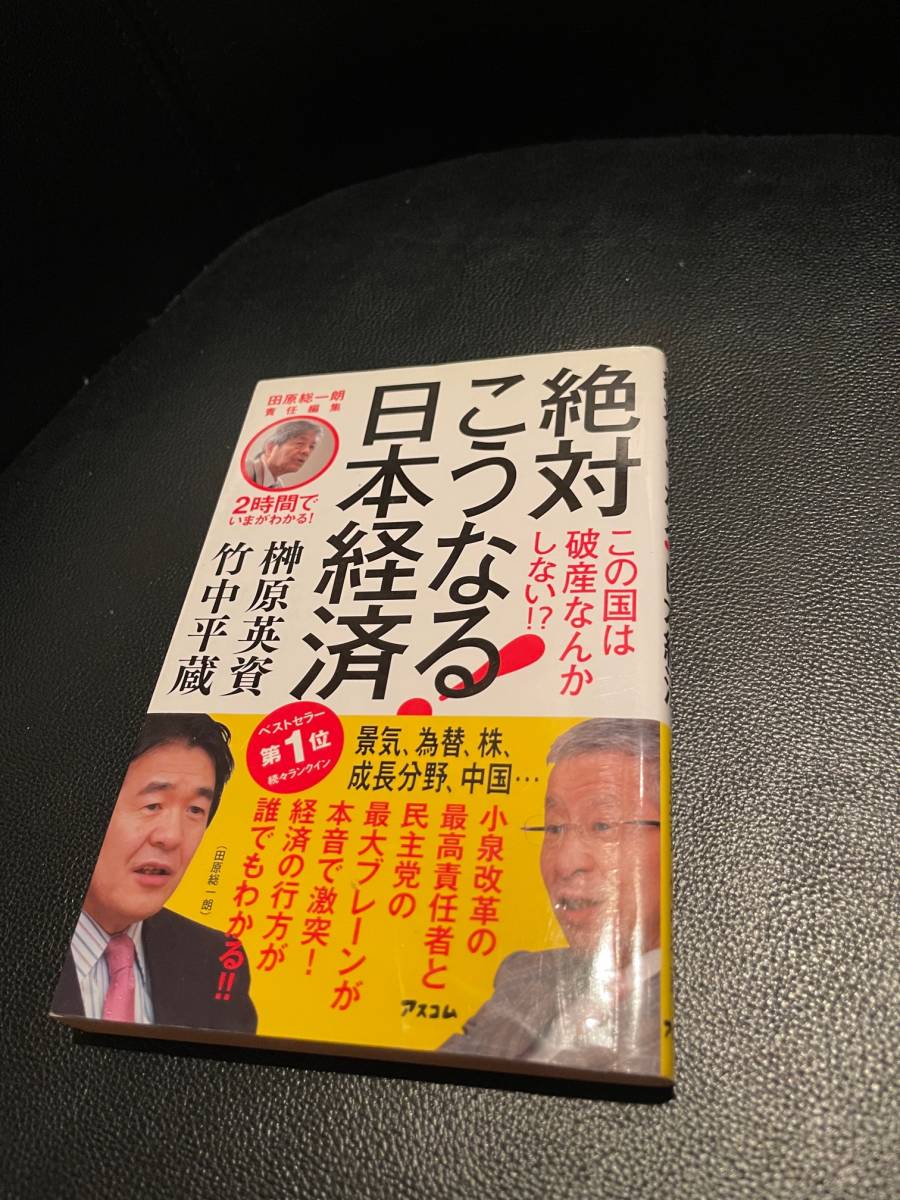 絶対
こうなる！
日本経済
この国は
破産なんか
しない!?
田原総一朗
責任編集
2時間で
いまがわかる！
榊原英資
竹中平蔵
ベストセラー
第1位
続々ランクイン
景気、為替、株、
成長分野、中国…
小泉改革の
最高責任者と
民主党の
最大ブレーンが
本音で激突！
経済の行方が
誰でもわかる!!
（田原総一朗）
アスコム